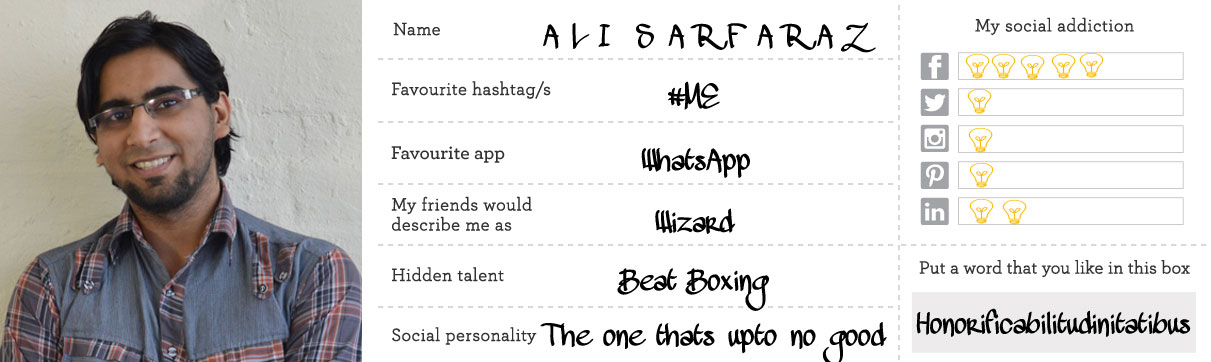 Name
ALI SARFARAZ
Favourite hashtag/s
#ME
Favourite app
WhatsApp
My friends would
describe me as
Wizard
Hidden talent
Beat Boxing
Social personality
The one thats upto no good
My social addiction
f
in
Put a word that you like in this box
Honorificabilitudinitatibus